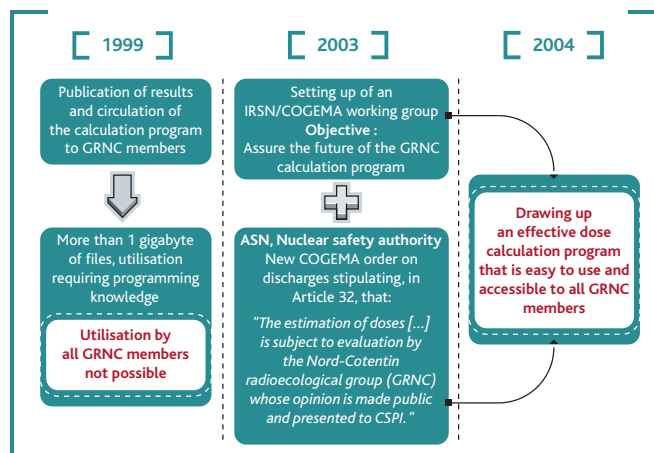 [ 1999 ]
Publication of results
and circulation of
the calculation program
to GRNC members
More than 1 gigabyte
of files, utilisation
requiring programming
knowledge
Utilisation by
all GRNC members
not possible
[ 2003 ]
Setting up of an
IRSN/COGEMA working group
Objective :
Assure the future of the GRNC
calculation program
ASN, Nuclear safety authority
New COGEMA order on
discharges stipulating, in
Article 32, that:
"The estimation of doses [...]
is subject to evaluation by
the Nord-Cotentin
radioecological group (GRNC)
whose opinion is made public
and presented to CSPI."
[ 2004 ]
Drawing up
an effective dose
calculation program
that is easy to use and
accessible to all GRNC
members